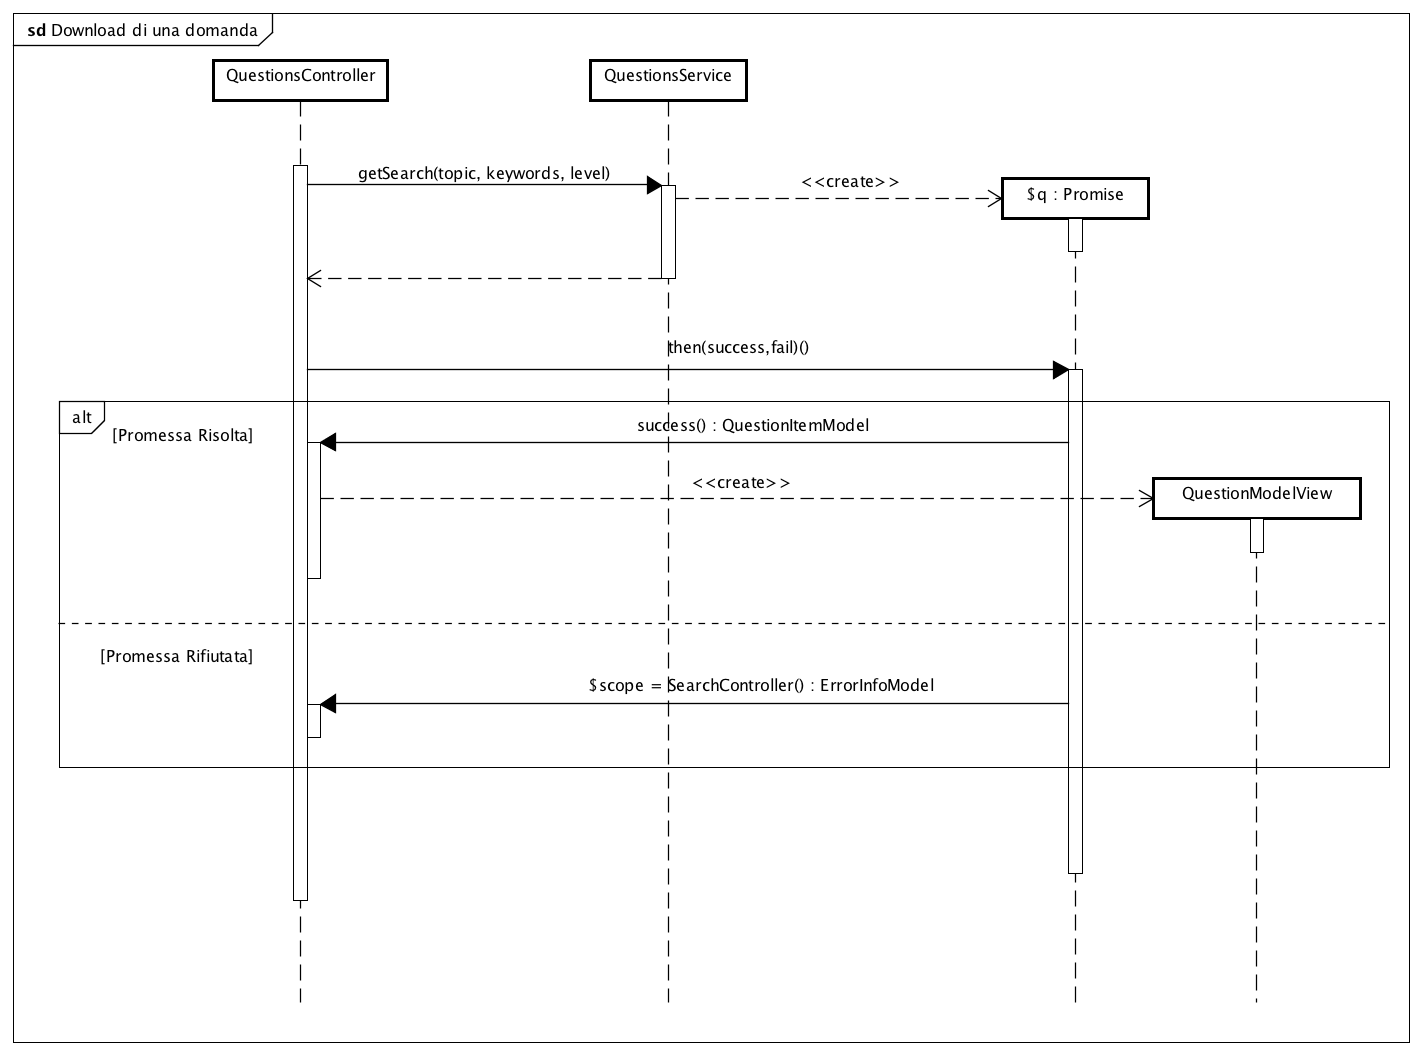 sd Download di una domanda
QuestionsController
QuestionsService
getSearch(topic, keywords, level)
<<create>>
$q : Promise
then(success,fail)()
alt
[Promessa Risolta]
success() : QuestionItemModel
<<create>>
QuestionModelView
[Promessa Rifiutata]
$scope = SearchController() : ErrorInfoModel